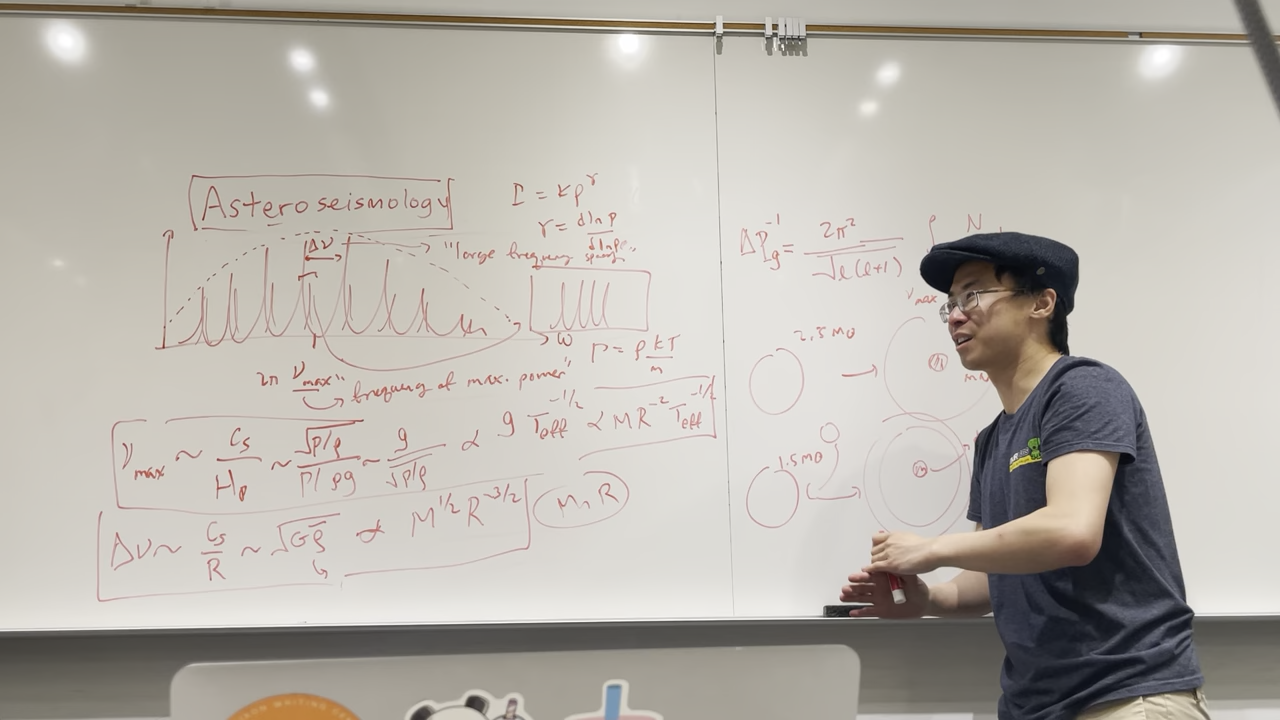 Asteroseismology
P = K ρ^γ
γ = dlnP / dlnρ
Δν
"large frequency spacing"
ω
P = ρ kT / m
2π ν_max "frequency of max. power"
ν_max ~ c_s / H_p ~ √P/ρ / P/ρg ~ g / √P/ρ ∝ g T_eff^-1/2 ∝ M R^-2 T_eff^-1/2
Δν ~ c_s / R ~ √Gρ̄ ∝ M^1/2 R^-3/2
M, R
ΔP_g^-1 = 2π² / √ℓ(ℓ+1) ∫ N
ν_max
2.5 M⊙
1.5 M⊙